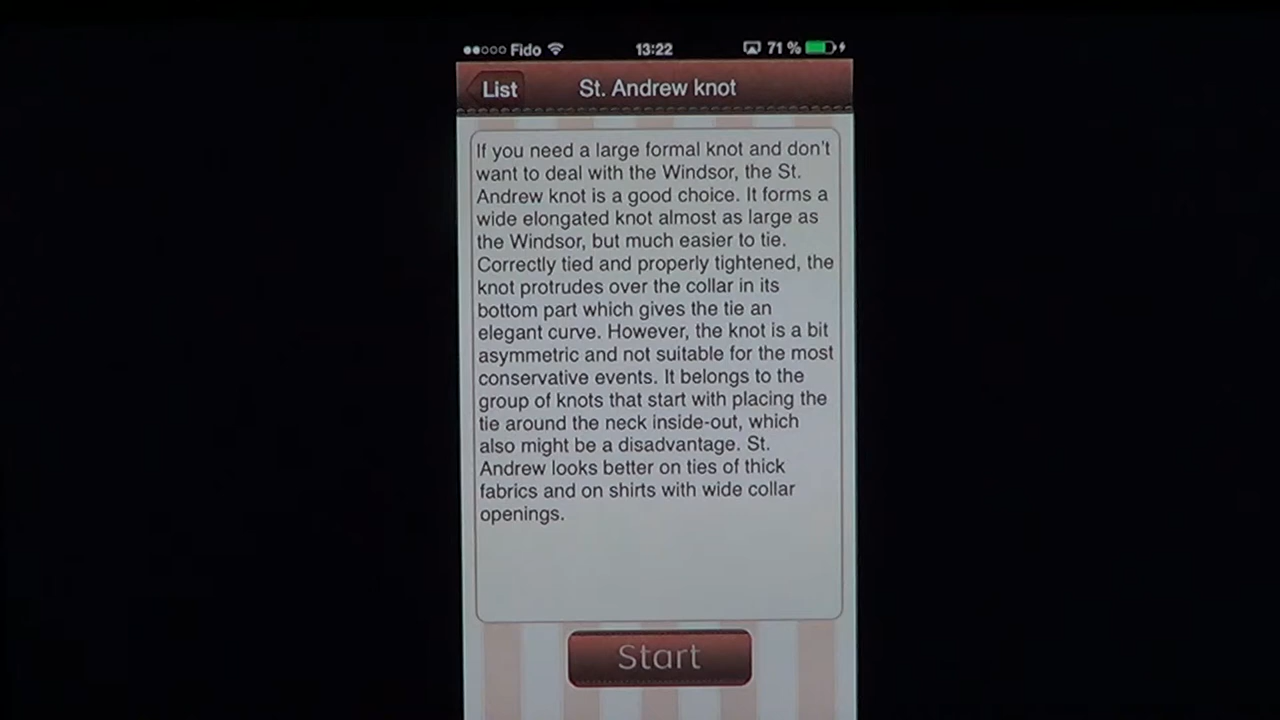 Fido 13:22 71 %
List St. Andrew knot
If you need a large formal knot and don't
want to deal with the Windsor, the St.
Andrew knot is a good choice. It forms a
wide elongated knot almost as large as
the Windsor, but much easier to tie.
Correctly tied and properly tightened, the
knot protrudes over the collar in its
bottom part which gives the tie an
elegant curve. However, the knot is a bit
asymmetric and not suitable for the most
conservative events. It belongs to the
group of knots that start with placing the
tie around the neck inside-out, which
also might be a disadvantage. St.
Andrew looks better on ties of thick
fabrics and on shirts with wide collar
openings.
Start